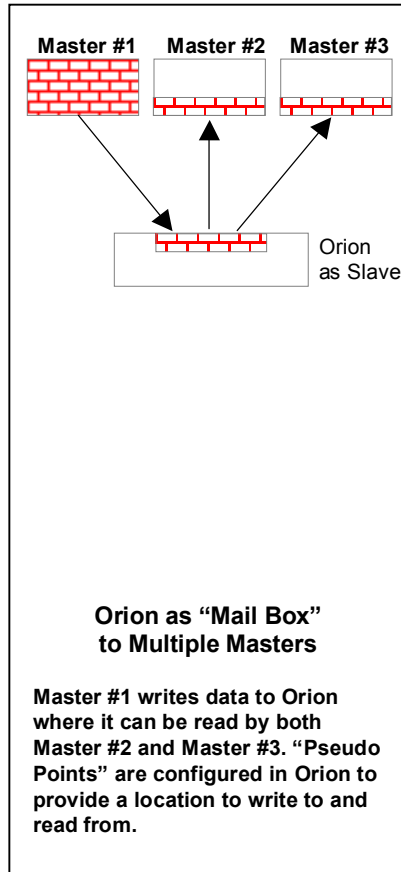 Master #1 Master #2 Master #3
Orion
as Slave
Orion as “Mail Box”
to Multiple Masters
Master #1 writes data to Orion
where it can be read by both
Master #2 and Master #3. “Pseudo
Points” are configured in Orion to
provide a location to write to and
read from.